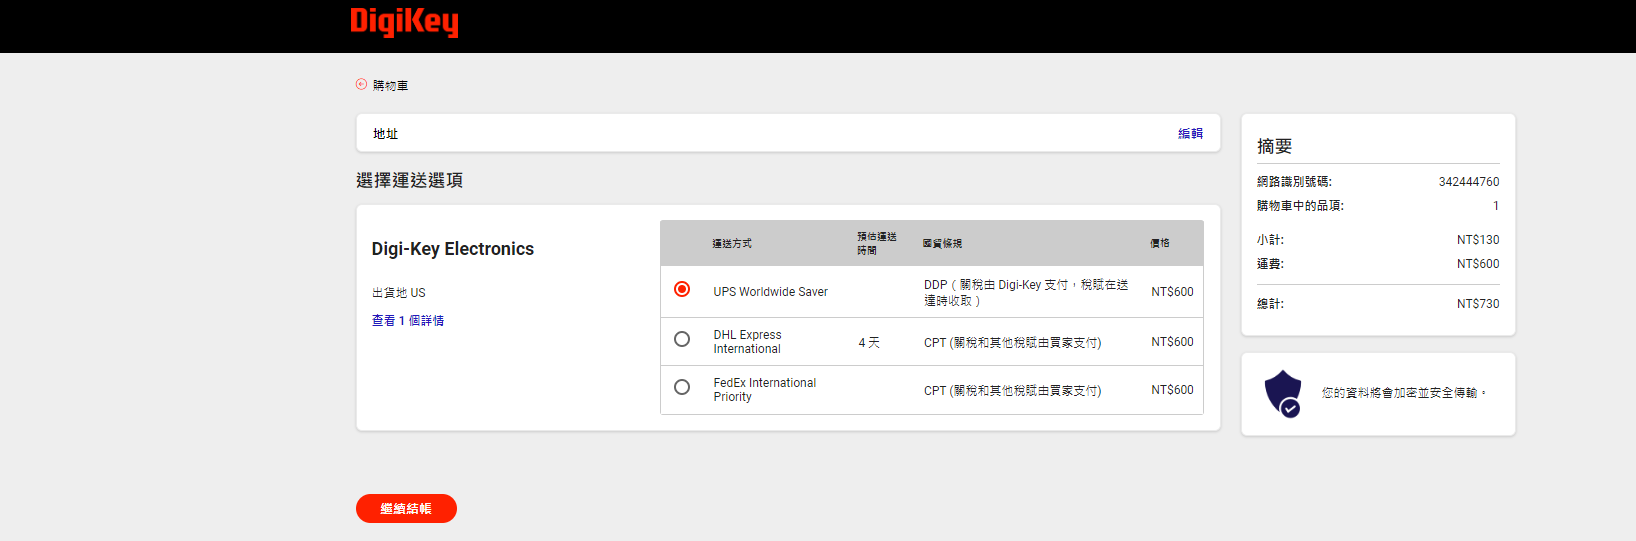 DigiKey
購物車
地址
編輯
選擇運送選項
Digi-Key Electronics
出貨地 US
查看 1 個詳情
運送方式
預估運送
時間
國貿條規
價格
UPS Worldwide Saver
DDP（關稅由 Digi-Key 支付，稅賦在送
達時收取）
NT$600
DHL Express
International
4 天
CPT (關稅和其他稅賦由買家支付)
NT$600
FedEx International
Priority
CPT (關稅和其他稅賦由買家支付)
NT$600
繼續結帳
摘要
網路識別號碼: 342444760
購物車中的品項: 1
小計: NT$130
運費: NT$600
總計: NT$730
您的資料將會加密並安全傳輸。